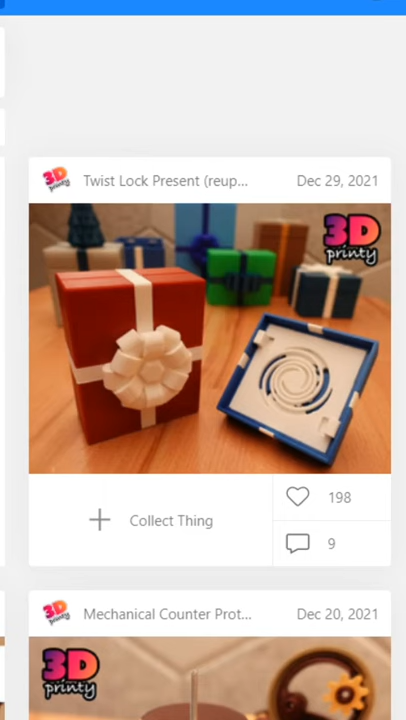 3D printy
Twist Lock Present (reup...
Dec 29, 2021
3D
printy
Collect Thing
198
9
3D printy
Mechanical Counter Prot...
Dec 20, 2021
3D
printy